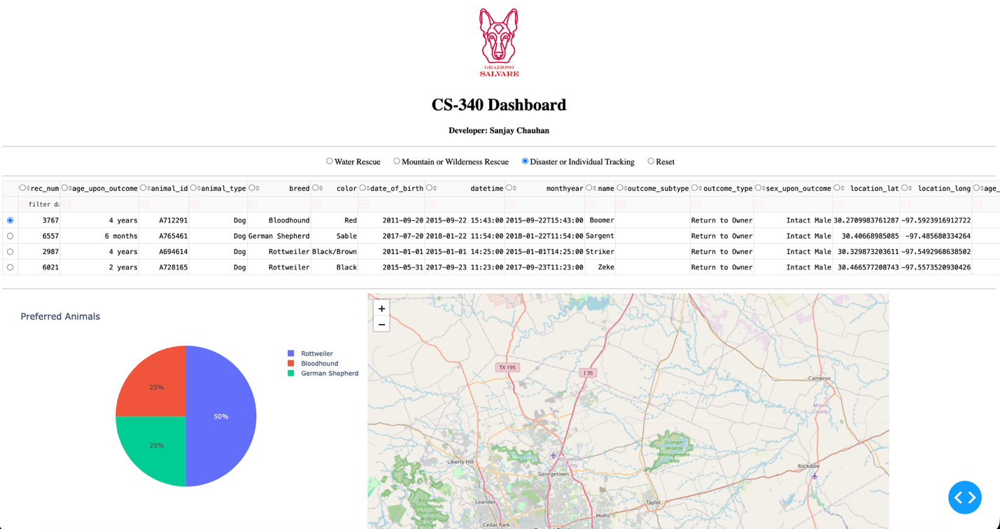 GRAZIOSO
SALVARE
CS-340 Dashboard
Developer: Sanjay Chauhan
Water Rescue Mountain or Wilderness Rescue Disaster or Individual Tracking Reset
rec_num age_upon_outcome animal_id animal_type breed color date_of_birth datetime monthyear name outcome_subtype outcome_type sex_upon_outcome location_lat location_long age_
filter da
3767 4 years A712291 Dog Bloodhound Red 2011-09-20 2015-09-22 15:43:00 2015-09-22T15:43:00 Boomer Return to Owner Intact Male 30.2709983761287 -97.5923916912722
6557 6 months A765461 Dog German Shepherd Sable 2017-07-20 2018-01-22 11:54:00 2018-01-22T11:54:00 Sargent Return to Owner Intact Male 30.40668985085 -97.485680334264
2987 4 years A694614 Dog Rottweiler Black/Brown 2011-01-01 2015-01-01 14:25:00 2015-01-01T14:25:00 Striker Return to Owner Intact Male 30.329873203611 -97.5492968638502
6021 2 years A728165 Dog Rottweiler Black 2015-05-31 2017-09-23 11:23:00 2017-09-23T11:23:00 Zeke Return to Owner Intact Male 30.466577208743 -97.5573520930426
Preferred Animals
Rottweiler
Bloodhound
German Shepherd
25%
50%
25%
+
−
TX 195
I 35
Cameron
Milam
County
Granger
Wildlife
Management
Area
Liberty Hill
Williamson
County
Georgetown
Rockdale
Leander
Taylor
Balcones
Canyonlands
National
Wildlife
Refuge
Hutto
Cedar Park